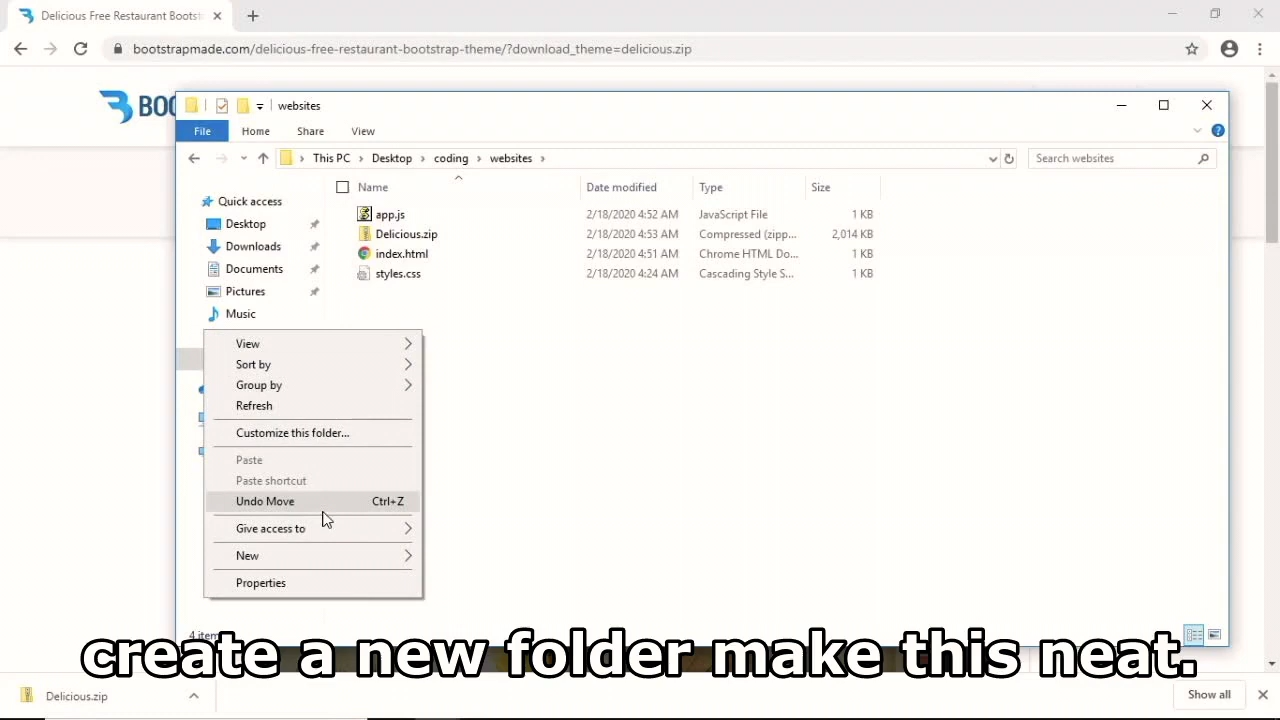 Delicious Free Restaurant Bootst
bootstrapmade.com/delicious-free-restaurant-bootstrap-theme/?download_theme=delicious.zip
BOO
websites
File Home Share View
This PC Desktop coding websites
Search websites
Name Date modified Type Size
Quick access
Desktop
Downloads
Documents
Pictures
Music
app.js 2/18/2020 4:52 AM JavaScript File 1 KB
Delicious.zip 2/18/2020 4:53 AM Compressed (zipp... 2,014 KB
index.html 2/18/2020 4:51 AM Chrome HTML Do... 1 KB
styles.css 2/18/2020 4:24 AM Cascading Style S... 1 KB
View
Sort by
Group by
Refresh
Customize this folder...
Paste
Paste shortcut
Undo Move Ctrl+Z
Give access to
New
Properties
4 items
create a new folder make this neat.
Delicious.zip
Show all